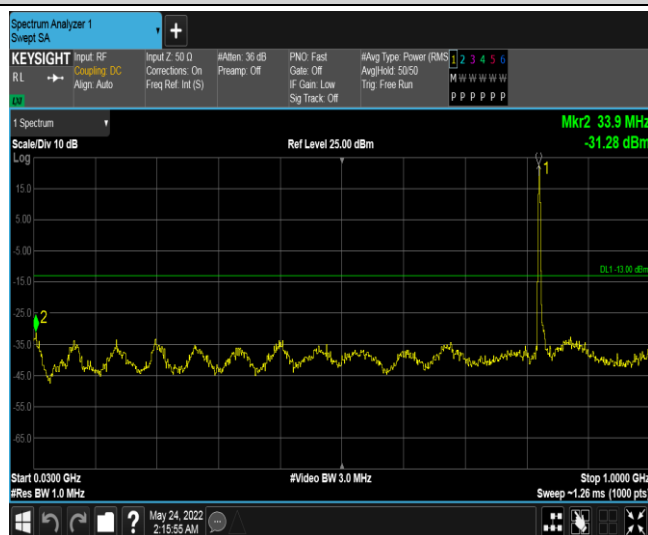 Spectrum Analyzer 1
Swept SA
+
KEYSIGHT
RL
Input: RF
Coupling: DC
Align: Auto
Input Z: 50 Ω
Corrections: On
Freq Ref: Int (S)
#Atten: 36 dB
Preamp: Off
PNO: Fast
Gate: Off
IF Gain: Low
Sig Track: Off
#Avg Type: Power (RMS
Avg|Hold: 50/50
Trig: Free Run
1 2 3 4 5 6
M W W W W W
P P P P P P
1 Spectrum
Mkr2 33.9 MHz
-31.28 dBm
Scale/Div 10 dB
Ref Level 25.00 dBm
Log
1
15.0
5.00
-5.00
DL1 -13.00 dBm
-15.0
-25.0
2
-35.0
-45.0
-55.0
-65.0
Start 0.0300 GHz
#Video BW 3.0 MHz
Stop 1.0000 GHz
#Res BW 1.0 MHz
Sweep ~1.26 ms (1000 pts)
?
May 24, 2022
2:15:55 AM